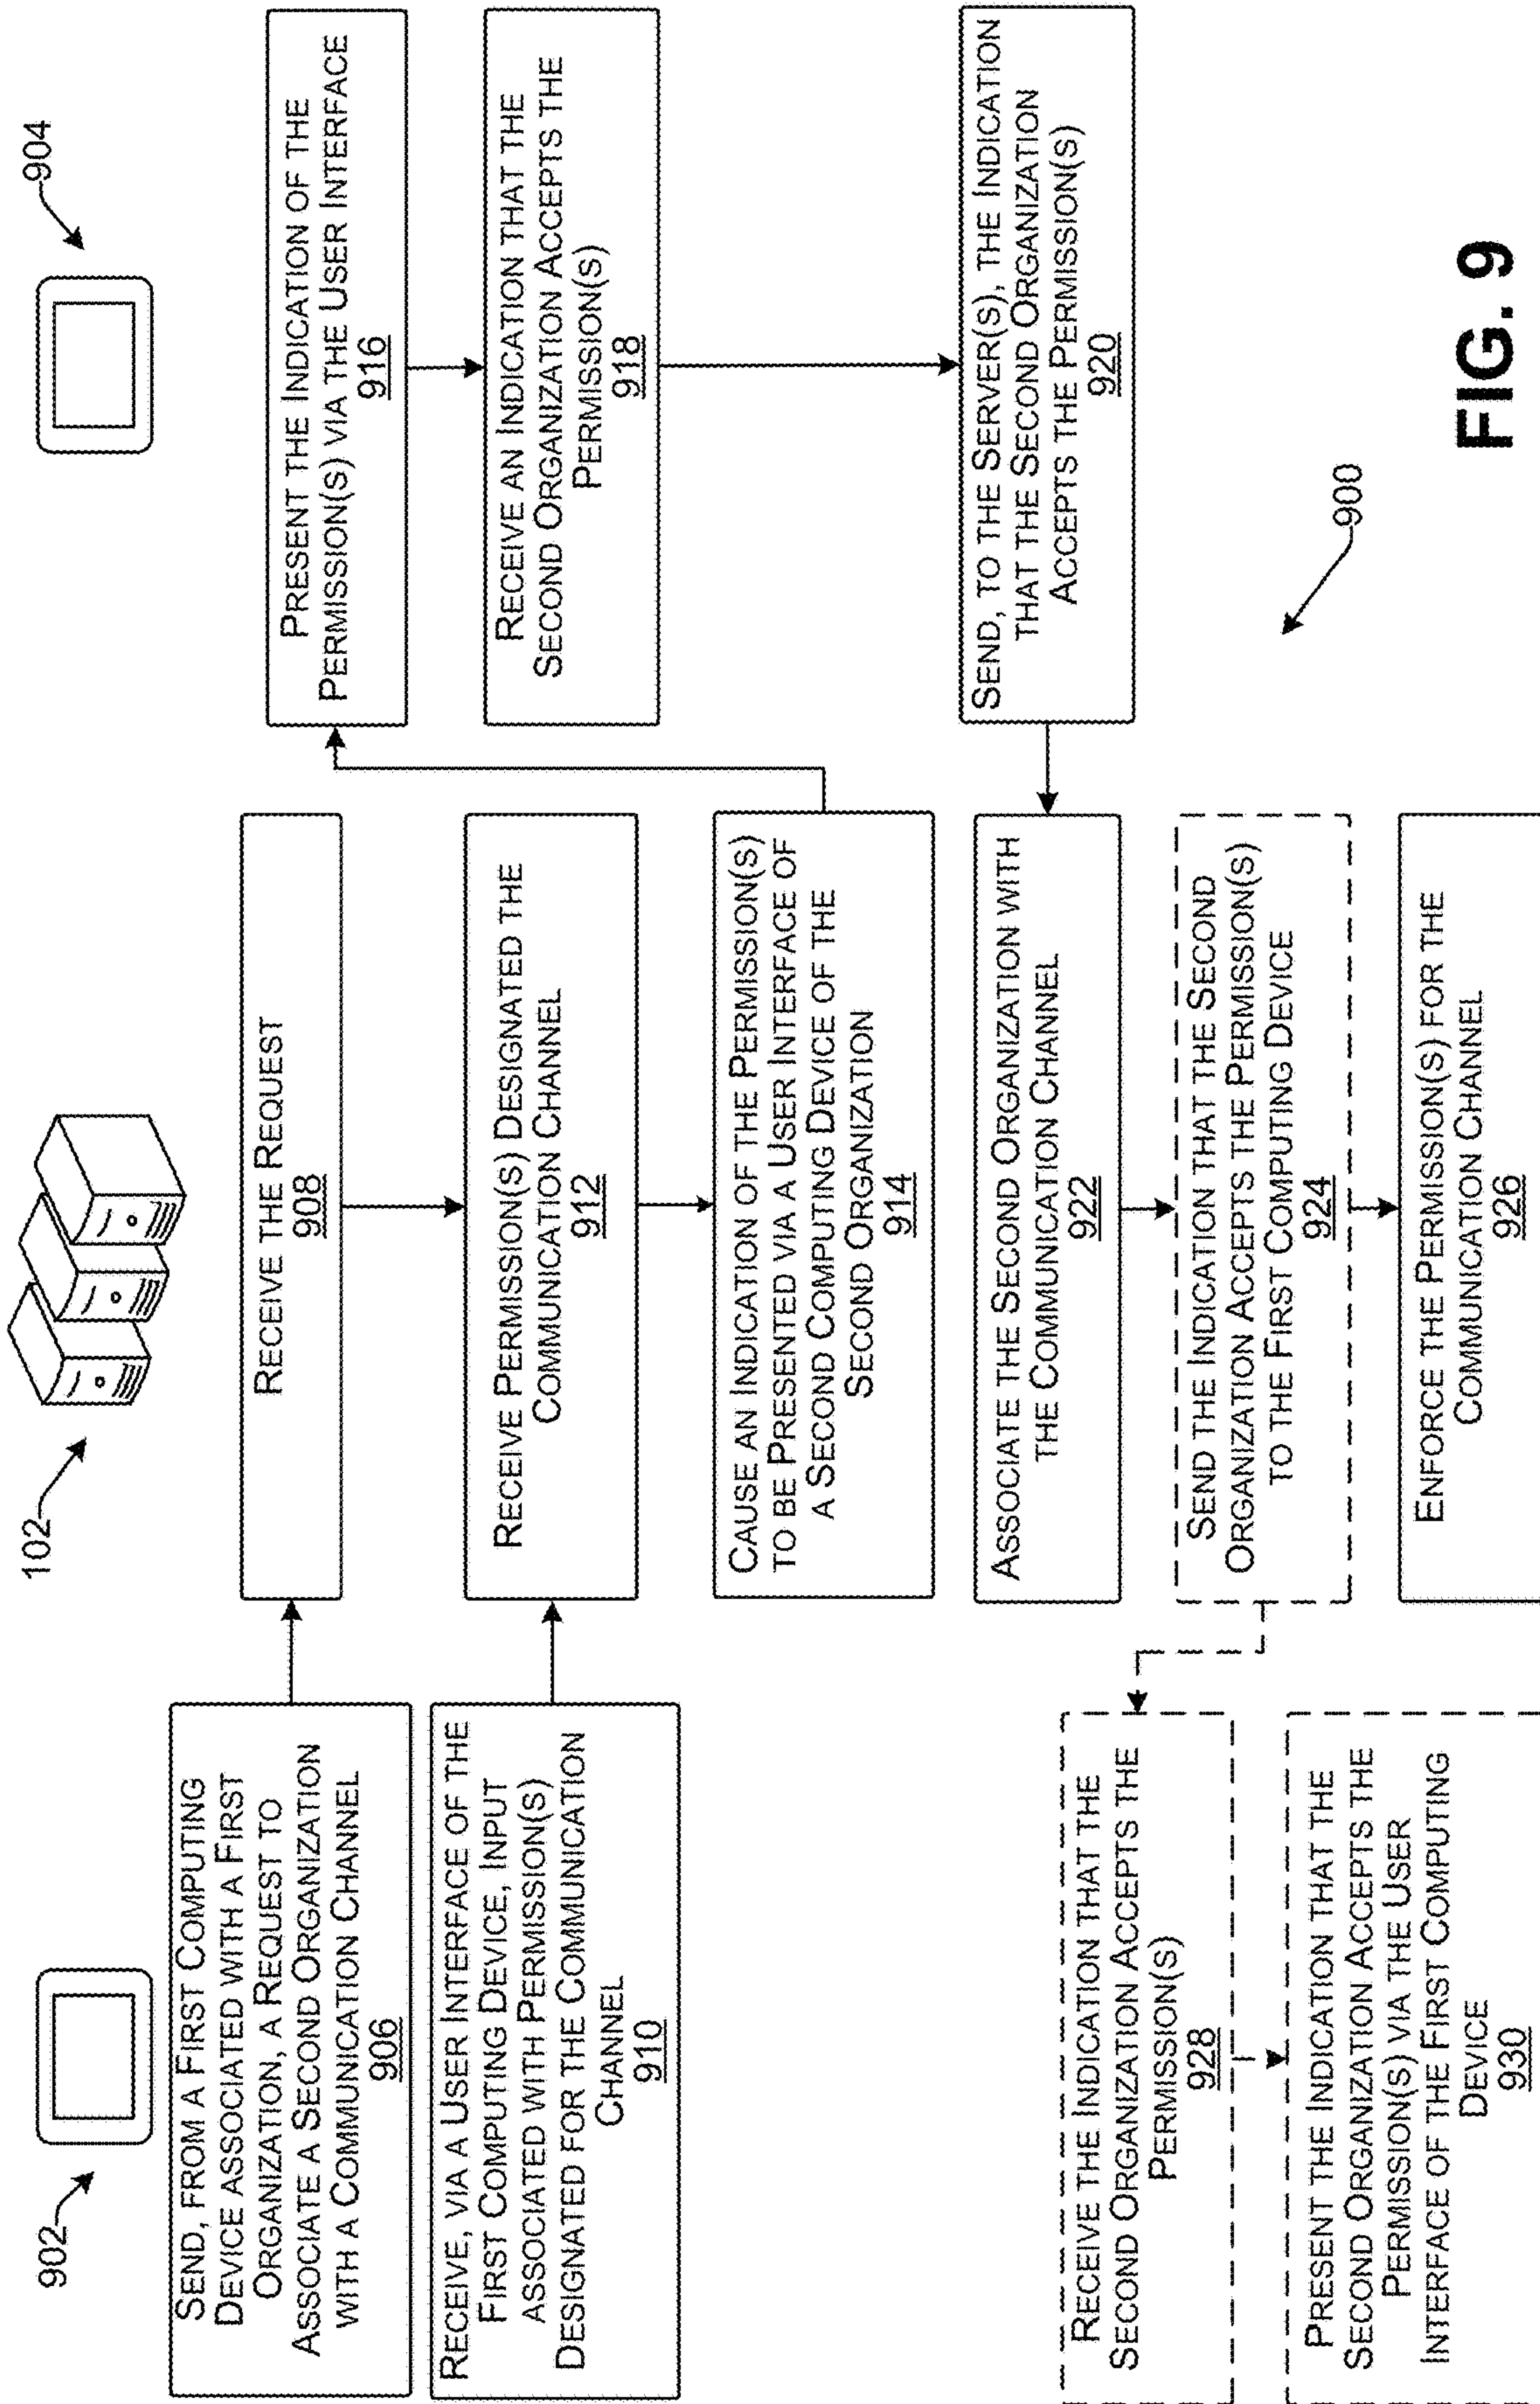 902
102
904
SEND, FROM A FIRST COMPUTING
DEVICE ASSOCIATED WITH A FIRST
ORGANIZATION, A REQUEST TO
ASSOCIATE A SECOND ORGANIZATION
WITH A COMMUNICATION CHANNEL
906
RECEIVE THE REQUEST
908
RECEIVE, VIA A USER INTERFACE OF THE
FIRST COMPUTING DEVICE, INPUT
ASSOCIATED WITH PERMISSION(S)
DESIGNATED FOR THE COMMUNICATION
CHANNEL
910
RECEIVE PERMISSION(S) DESIGNATED THE
COMMUNICATION CHANNEL
912
CAUSE AN INDICATION OF THE PERMISSION(S)
TO BE PRESENTED VIA A USER INTERFACE OF
A SECOND COMPUTING DEVICE OF THE
SECOND ORGANIZATION
914
PRESENT THE INDICATION OF THE
PERMISSION(S) VIA THE USER INTERFACE
916
RECEIVE AN INDICATION THAT THE
SECOND ORGANIZATION ACCEPTS THE
PERMISSION(S)
918
SEND, TO THE SERVER(S), THE INDICATION
THAT THE SECOND ORGANIZATION
ACCEPTS THE PERMISSION(S)
920
ASSOCIATE THE SECOND ORGANIZATION WITH
THE COMMUNICATION CHANNEL
922
SEND THE INDICATION THAT THE SECOND
ORGANIZATION ACCEPTS THE PERMISSION(S)
TO THE FIRST COMPUTING DEVICE
924
ENFORCE THE PERMISSION(S) FOR THE
COMMUNICATION CHANNEL
926
RECEIVE THE INDICATION THAT THE
SECOND ORGANIZATION ACCEPTS THE
PERMISSION(S)
928
PRESENT THE INDICATION THAT THE
SECOND ORGANIZATION ACCEPTS THE
PERMISSION(S) VIA THE USER
INTERFACE OF THE FIRST COMPUTING
DEVICE
930
900
FIG. 9